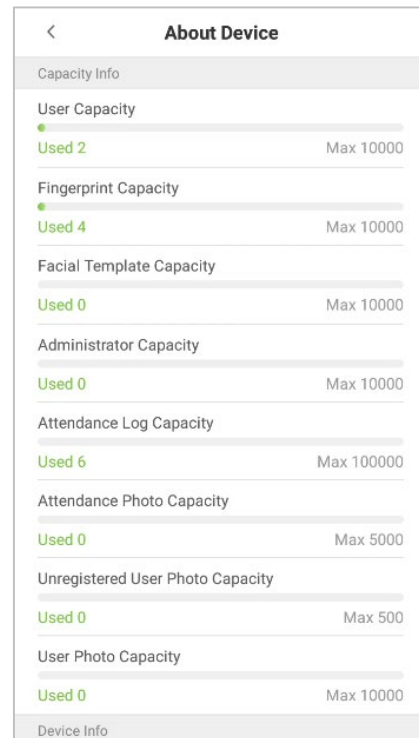 About Device
Capacity Info
User Capacity
Used 2 Max 10000
Fingerprint Capacity
Used 4 Max 10000
Facial Template Capacity
Used 0 Max 10000
Administrator Capacity
Used 0 Max 10000
Attendance Log Capacity
Used 6 Max 100000
Attendance Photo Capacity
Used 0 Max 5000
Unregistered User Photo Capacity
Used 0 Max 500
User Photo Capacity
Used 0 Max 10000
Device Info